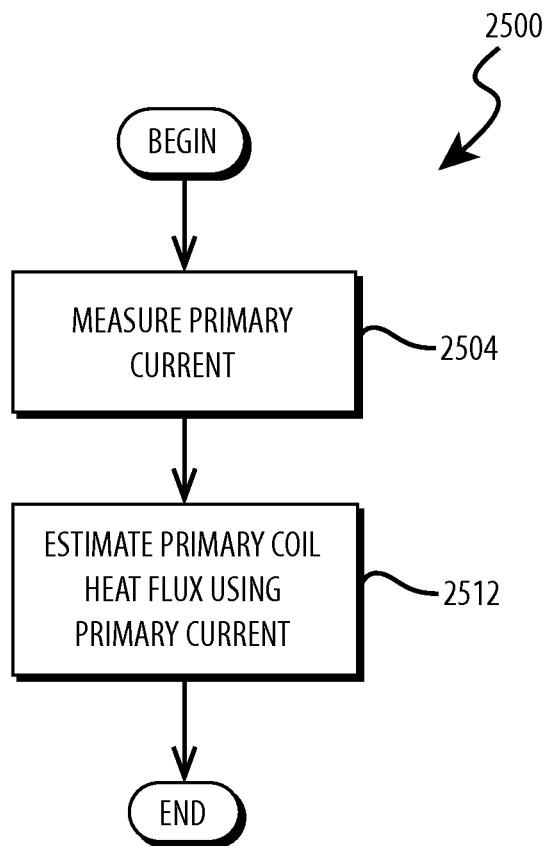 2500
BEGIN
MEASURE PRIMARY
CURRENT
2504
ESTIMATE PRIMARY COIL
HEAT FLUX USING
PRIMARY CURRENT
2512
END